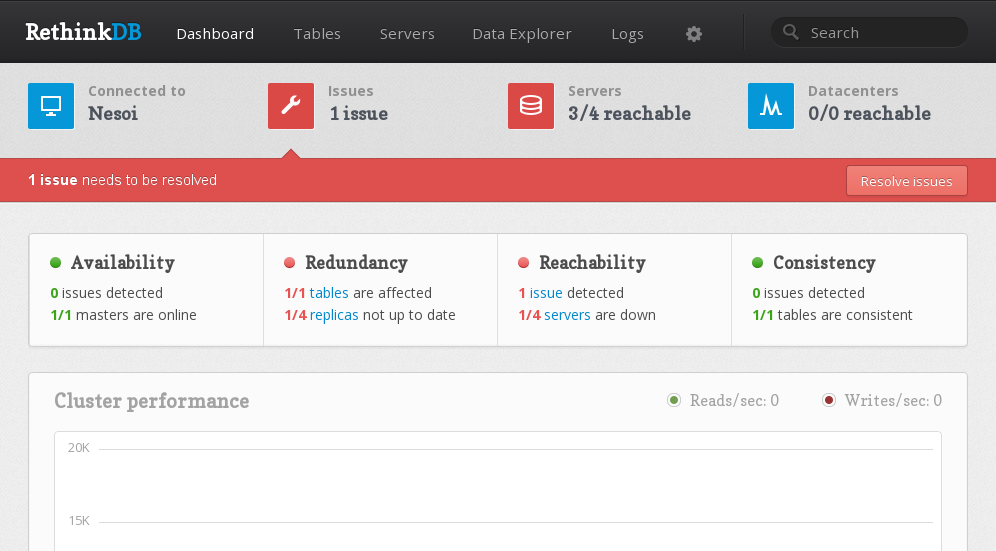 RethinkDB Dashboard Tables Servers Data Explorer Logs Search
Connected to
Nesoi
Issues
1 issue
Servers
3/4 reachable
Datacenters
0/0 reachable
1 issue needs to be resolved
Resolve issues
Availability
0 issues detected
1/1 masters are online
Redundancy
1/1 tables are affected
1/4 replicas not up to date
Reachability
1 issue detected
1/4 servers are down
Consistency
0 issues detected
1/1 tables are consistent
Cluster performance
Reads/sec: 0
Writes/sec: 0
20K
15K